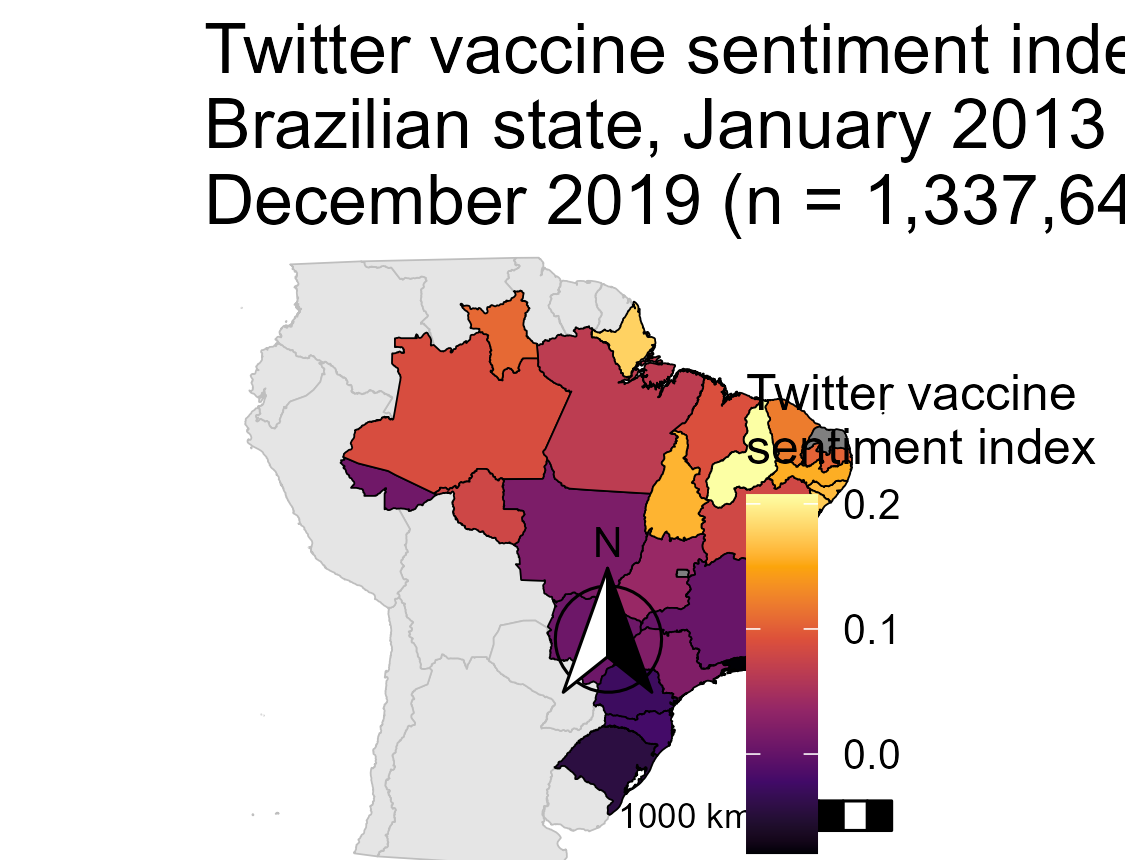 Twitter vaccine sentiment inde
Brazilian state, January 2013
December 2019 (n = 1,337,64
Twitter vaccine
sentiment index
0.2
N
0.1
0.0
1000 km